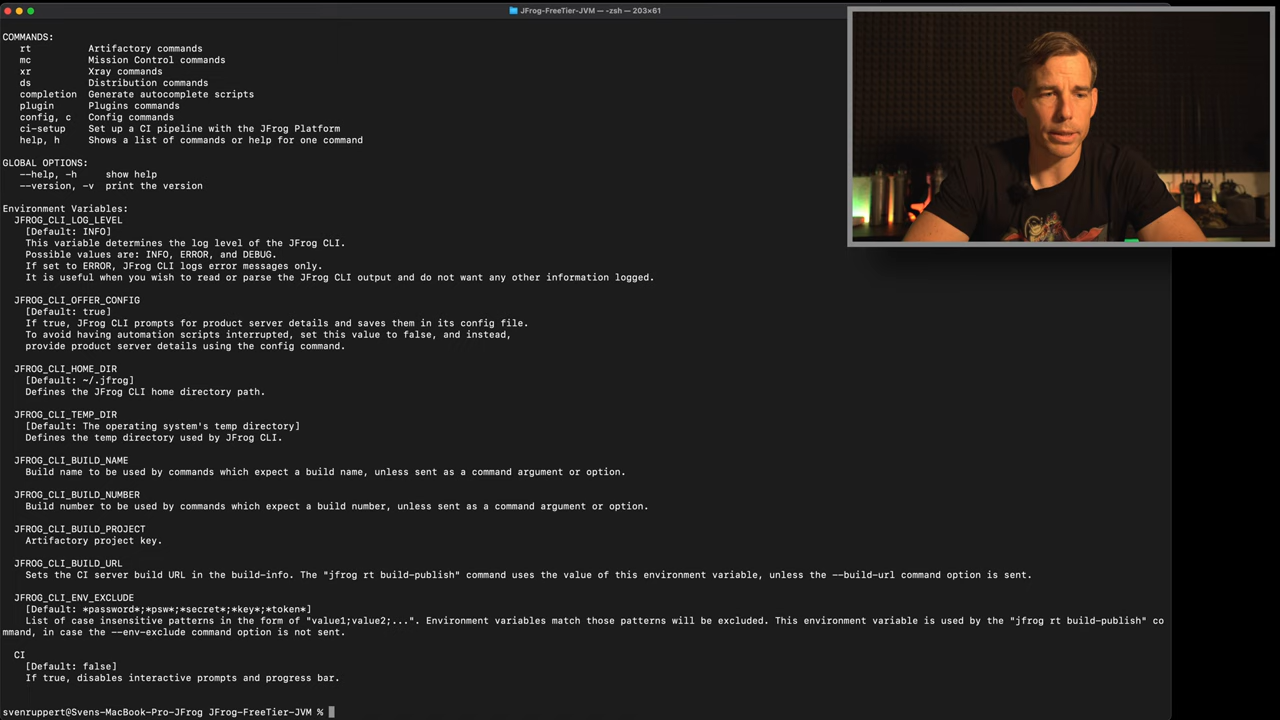 JFrog-FreeTier-JVM — -zsh — 203×61
COMMANDS:
rt Artifactory commands
mc Mission Control commands
xr Xray commands
ds Distribution commands
completion Generate autocomplete scripts
plugin Plugins commands
config, c Config commands
ci-setup Set up a CI pipeline with the JFrog Platform
help, h Shows a list of commands or help for one command
GLOBAL OPTIONS:
--help, -h show help
--version, -v print the version
Environment Variables:
JFROG_CLI_LOG_LEVEL
[Default: INFO]
This variable determines the log level of the JFrog CLI.
Possible values are: INFO, ERROR, and DEBUG.
If set to ERROR, JFrog CLI logs error messages only.
It is useful when you wish to read or parse the JFrog CLI output and do not want any other information logged.
JFROG_CLI_OFFER_CONFIG
[Default: true]
If true, JFrog CLI prompts for product server details and saves them in its config file.
To avoid having automation scripts interrupted, set this value to false, and instead,
provide product server details using the config command.
JFROG_CLI_HOME_DIR
[Default: ~/.jfrog]
Defines the JFrog CLI home directory path.
JFROG_CLI_TEMP_DIR
[Default: The operating system's temp directory]
Defines the temp directory used by JFrog CLI.
JFROG_CLI_BUILD_NAME
Build name to be used by commands which expect a build name, unless sent as a command argument or option.
JFROG_CLI_BUILD_NUMBER
Build number to be used by commands which expect a build number, unless sent as a command argument or option.
JFROG_CLI_BUILD_PROJECT
Artifactory project key.
JFROG_CLI_BUILD_URL
Sets the CI server build URL in the build-info. The "jfrog rt build-publish" command uses the value of this environment variable, unless the --build-url command option is sent.
JFROG_CLI_ENV_EXCLUDE
[Default: *password*;*psw*;*secret*;*key*;*token*]
List of case insensitive patterns in the form of "value1;value2;...". Environment variables match those patterns will be excluded. This environment variable is used by the "jfrog rt build-publish" co
mmand, in case the --env-exclude command option is not sent.
CI
[Default: false]
If true, disables interactive prompts and progress bar.
svenruppert@Svens-MacBook-Pro-JFrog JFrog-FreeTier-JVM %